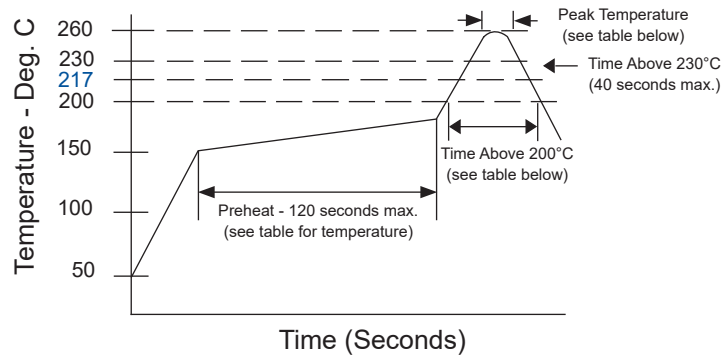 Temperature - Deg. C
260
230
217
200
150
100
50
Peak Temperature
(see table below)
Time Above 230°C
(40 seconds max.)
Time Above 200°C
(see table below)
Preheat - 120 seconds max.
(see table for temperature)
Time (Seconds)